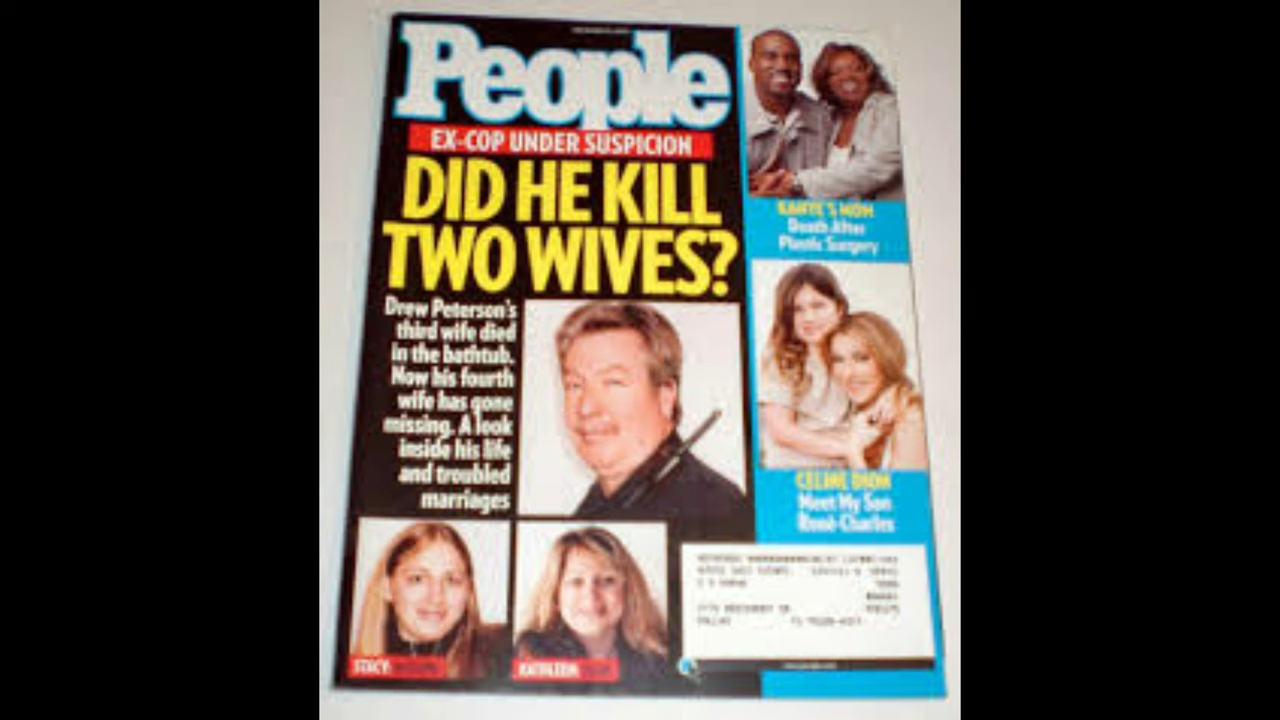 People
EX-COP UNDER SUSPICION
DID HE KILL
TWO WIVES?
Drew Peterson's
third wife died
in the bathtub.
Now his fourth
wife has gone
missing. A look
inside his life
and troubled
marriages
STACY
KATHLEEN
KANYE'S MOM
Death After
Plastic Surgery
CELINE DION
Meet My Son
René-Charles
DALLAS